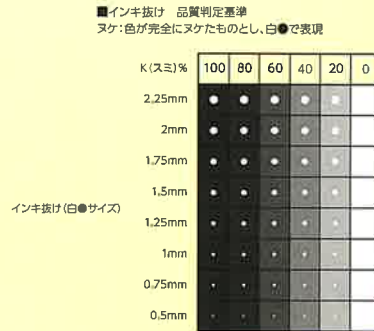 ■インキ抜け 品質判定基準
ヌケ:色が完全にヌケたものとし、白●で表現
K(スミ)% 100 80 60 40 20 0
2.25mm
2mm
1.75mm
1.5mm
インキ抜け(白●サイズ)
1.25mm
1mm
0.75mm
0.5mm